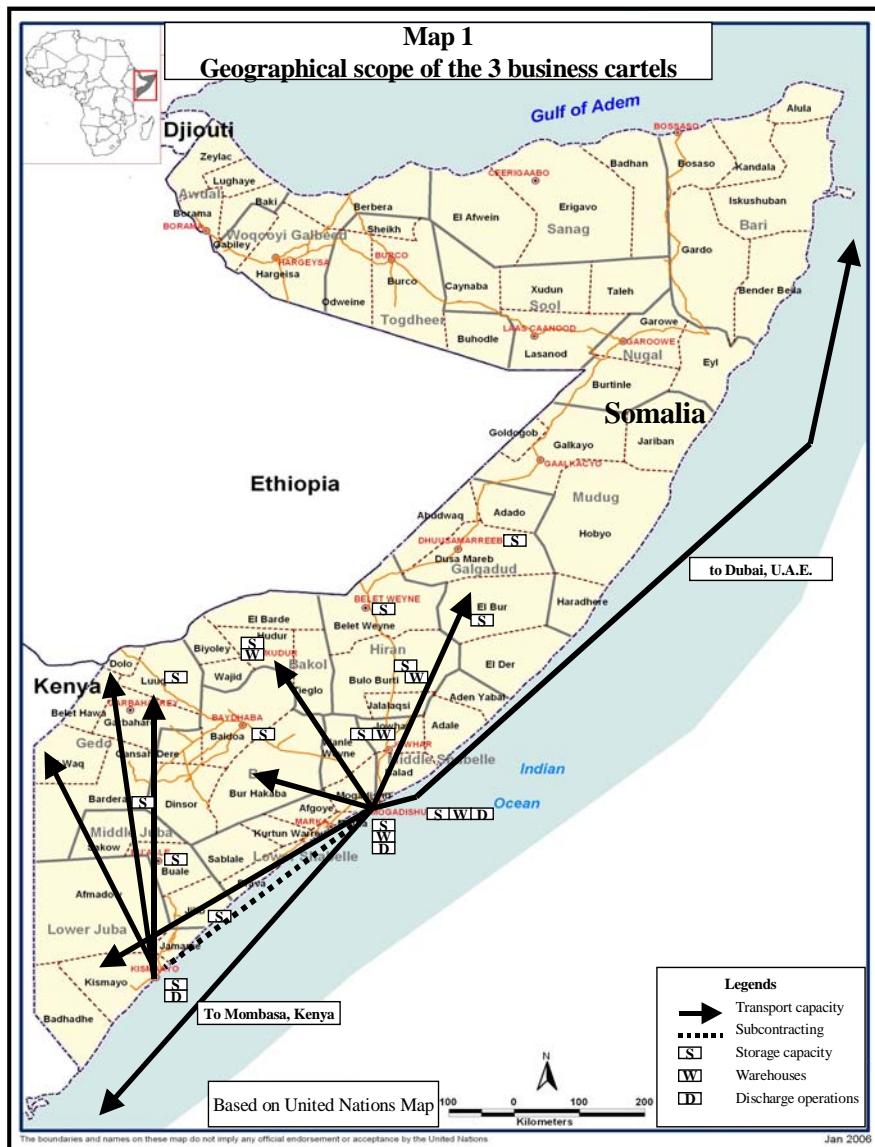 Map 1
Geographical scope of the 3 business cartels
Gulf of Adem
Djiouti
Alula
BOSSASO
Zeylac
Badhan
Bosaso
Kandala
Lughaye
CEERIGAABO
Awdal
Baki
Iskushuban
Borama
Berbera
El Afwein
Erigavo
Bari
BORAMA
Woqooyi Galbeed
Sheikh
Sanag
Gabiley
Gardo
HARGEYSA
BURCO
Hargeisa
Burco
Caynaba
Xudun
Taleh
Bender Beila
Odweine
Sool
Togdheer
Garowe
LAAS CAANOOD
Buhodle
GAROOWE
Lasanod
Nugal
Eyl
Burtinle
Somalia
Goldogob
Galkayo
Jariban
GAALKACYO
Ethiopia
Mudug
Abudwaq
Adado
Hobyo
DHUUSAMARREEB
S
Dusa Mareb
Galgadud
to Dubai, U.A.E.
BELET WEYNE
S
El Bur
Haradhere
El Barde
S
Belet Weyne
Hudur
S
W
XUDUR
Biyoley
Hiran
Dolo
Bakol
El Der
Kenya
Luuq
S
Wajid
S
W
Bulo Burti
Aden Yabal
Belet Hawa
Jalalaqsi
BAYDHABA
Adale
Gedo
Baidoa
S
S
W
Middle Shabelle
Indian
Ocean
Bur Hakaba
Bardera
S
Dinsor
Afgoye
MOGADISHU
S
W
D
MARKA
S
W
D
Middle Juba
Kurtun Warrey
Sakow
Lower Shabelle
S
Sablale
Buale
Afmadow
S
Lower Juba
Jamame
KISMAAYO
Kismayo
S
D
Badhadhe
To Mombasa, Kenya
Legends
Transport capacity
Subcontracting
S Storage capacity
W Warehouses
D Discharge operations
N
Based on United Nations Map
100 0 100 200
Kilometers
The boundaries and names on these map do not imply any official endorsement or acceptance by the United Nations
Jan 2006